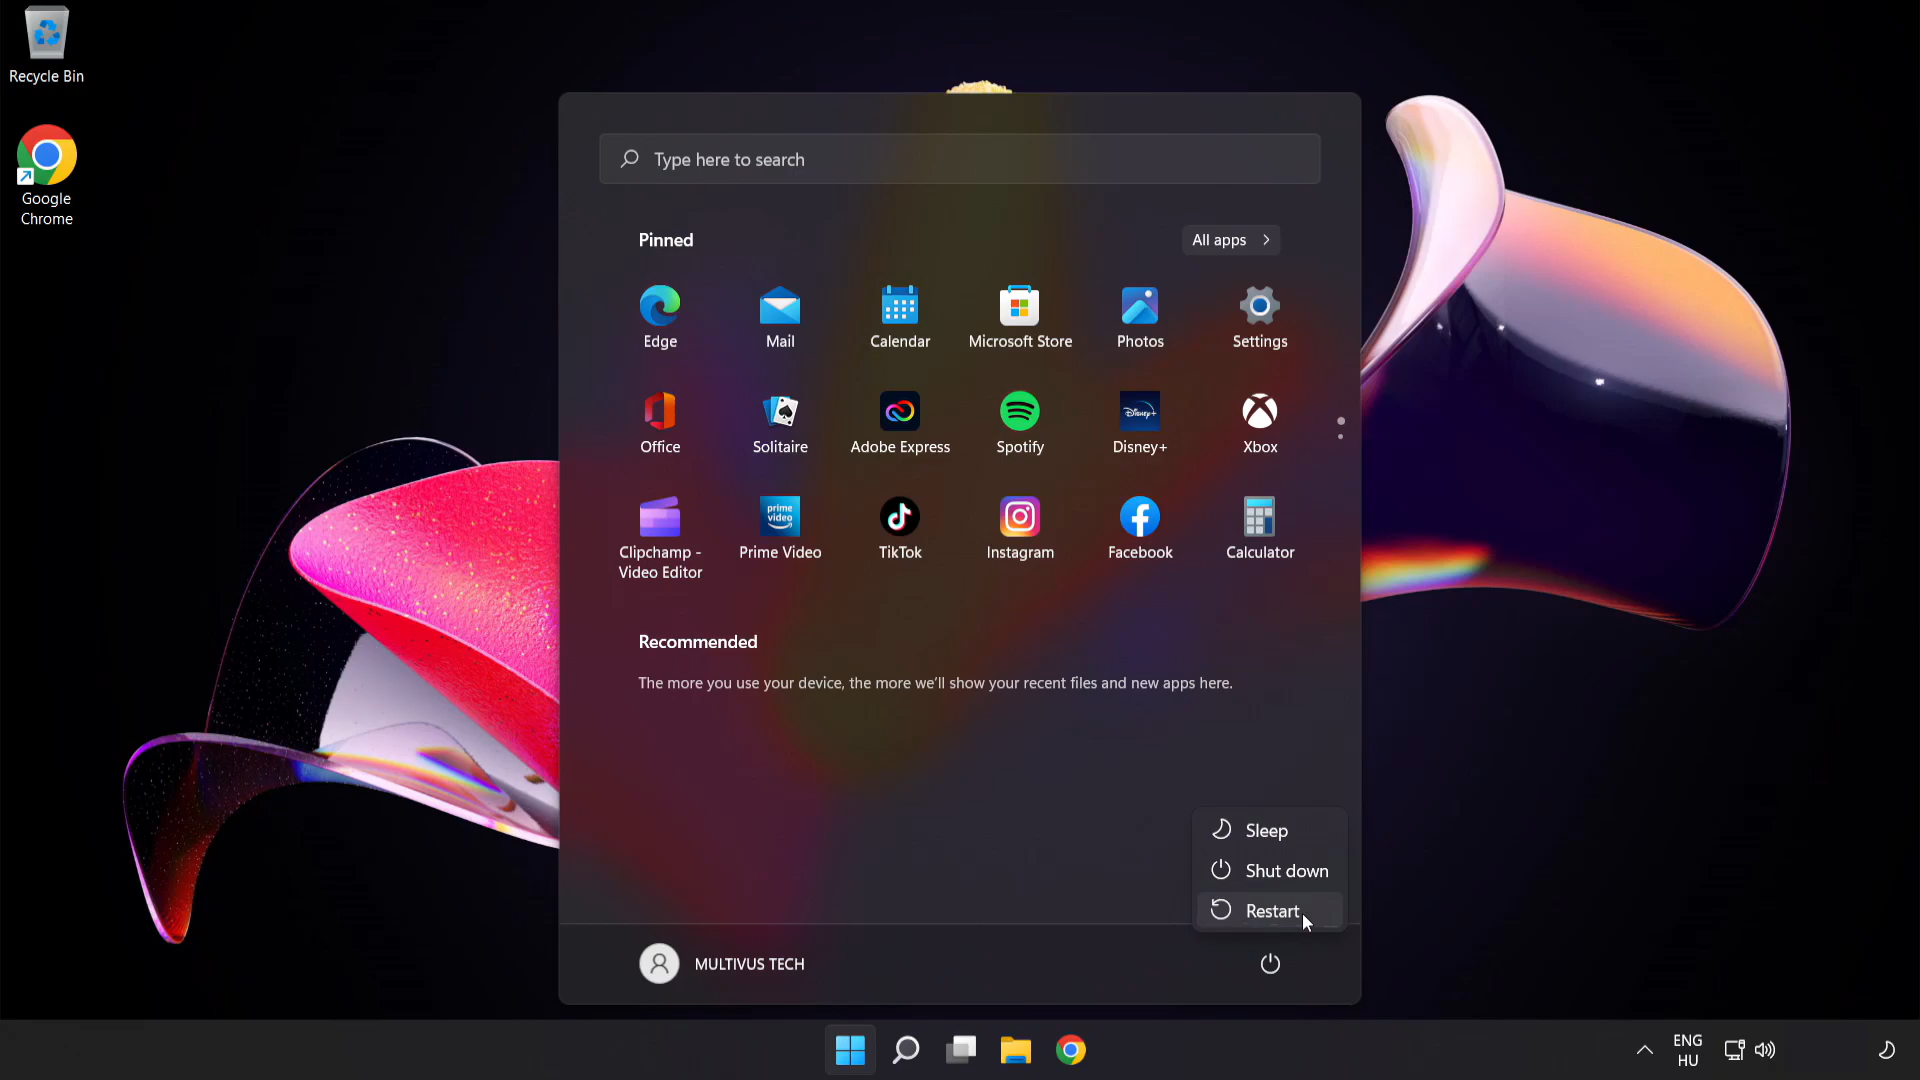 Recycle Bin
Google
Chrome
Type here to search
Pinned
All apps
Edge
Mail
Calendar
Microsoft Store
Photos
Settings
Office
Solitaire
Adobe Express
Spotify
Disney+
Disney+
Xbox
prime
video
Clipchamp -
Video Editor
Prime Video
TikTok
Instagram
Facebook
Calculator
Recommended
The more you use your device, the more we'll show your recent files and new apps here.
Sleep
Shut down
Restart
MULTIVUS TECH
ENG
HU